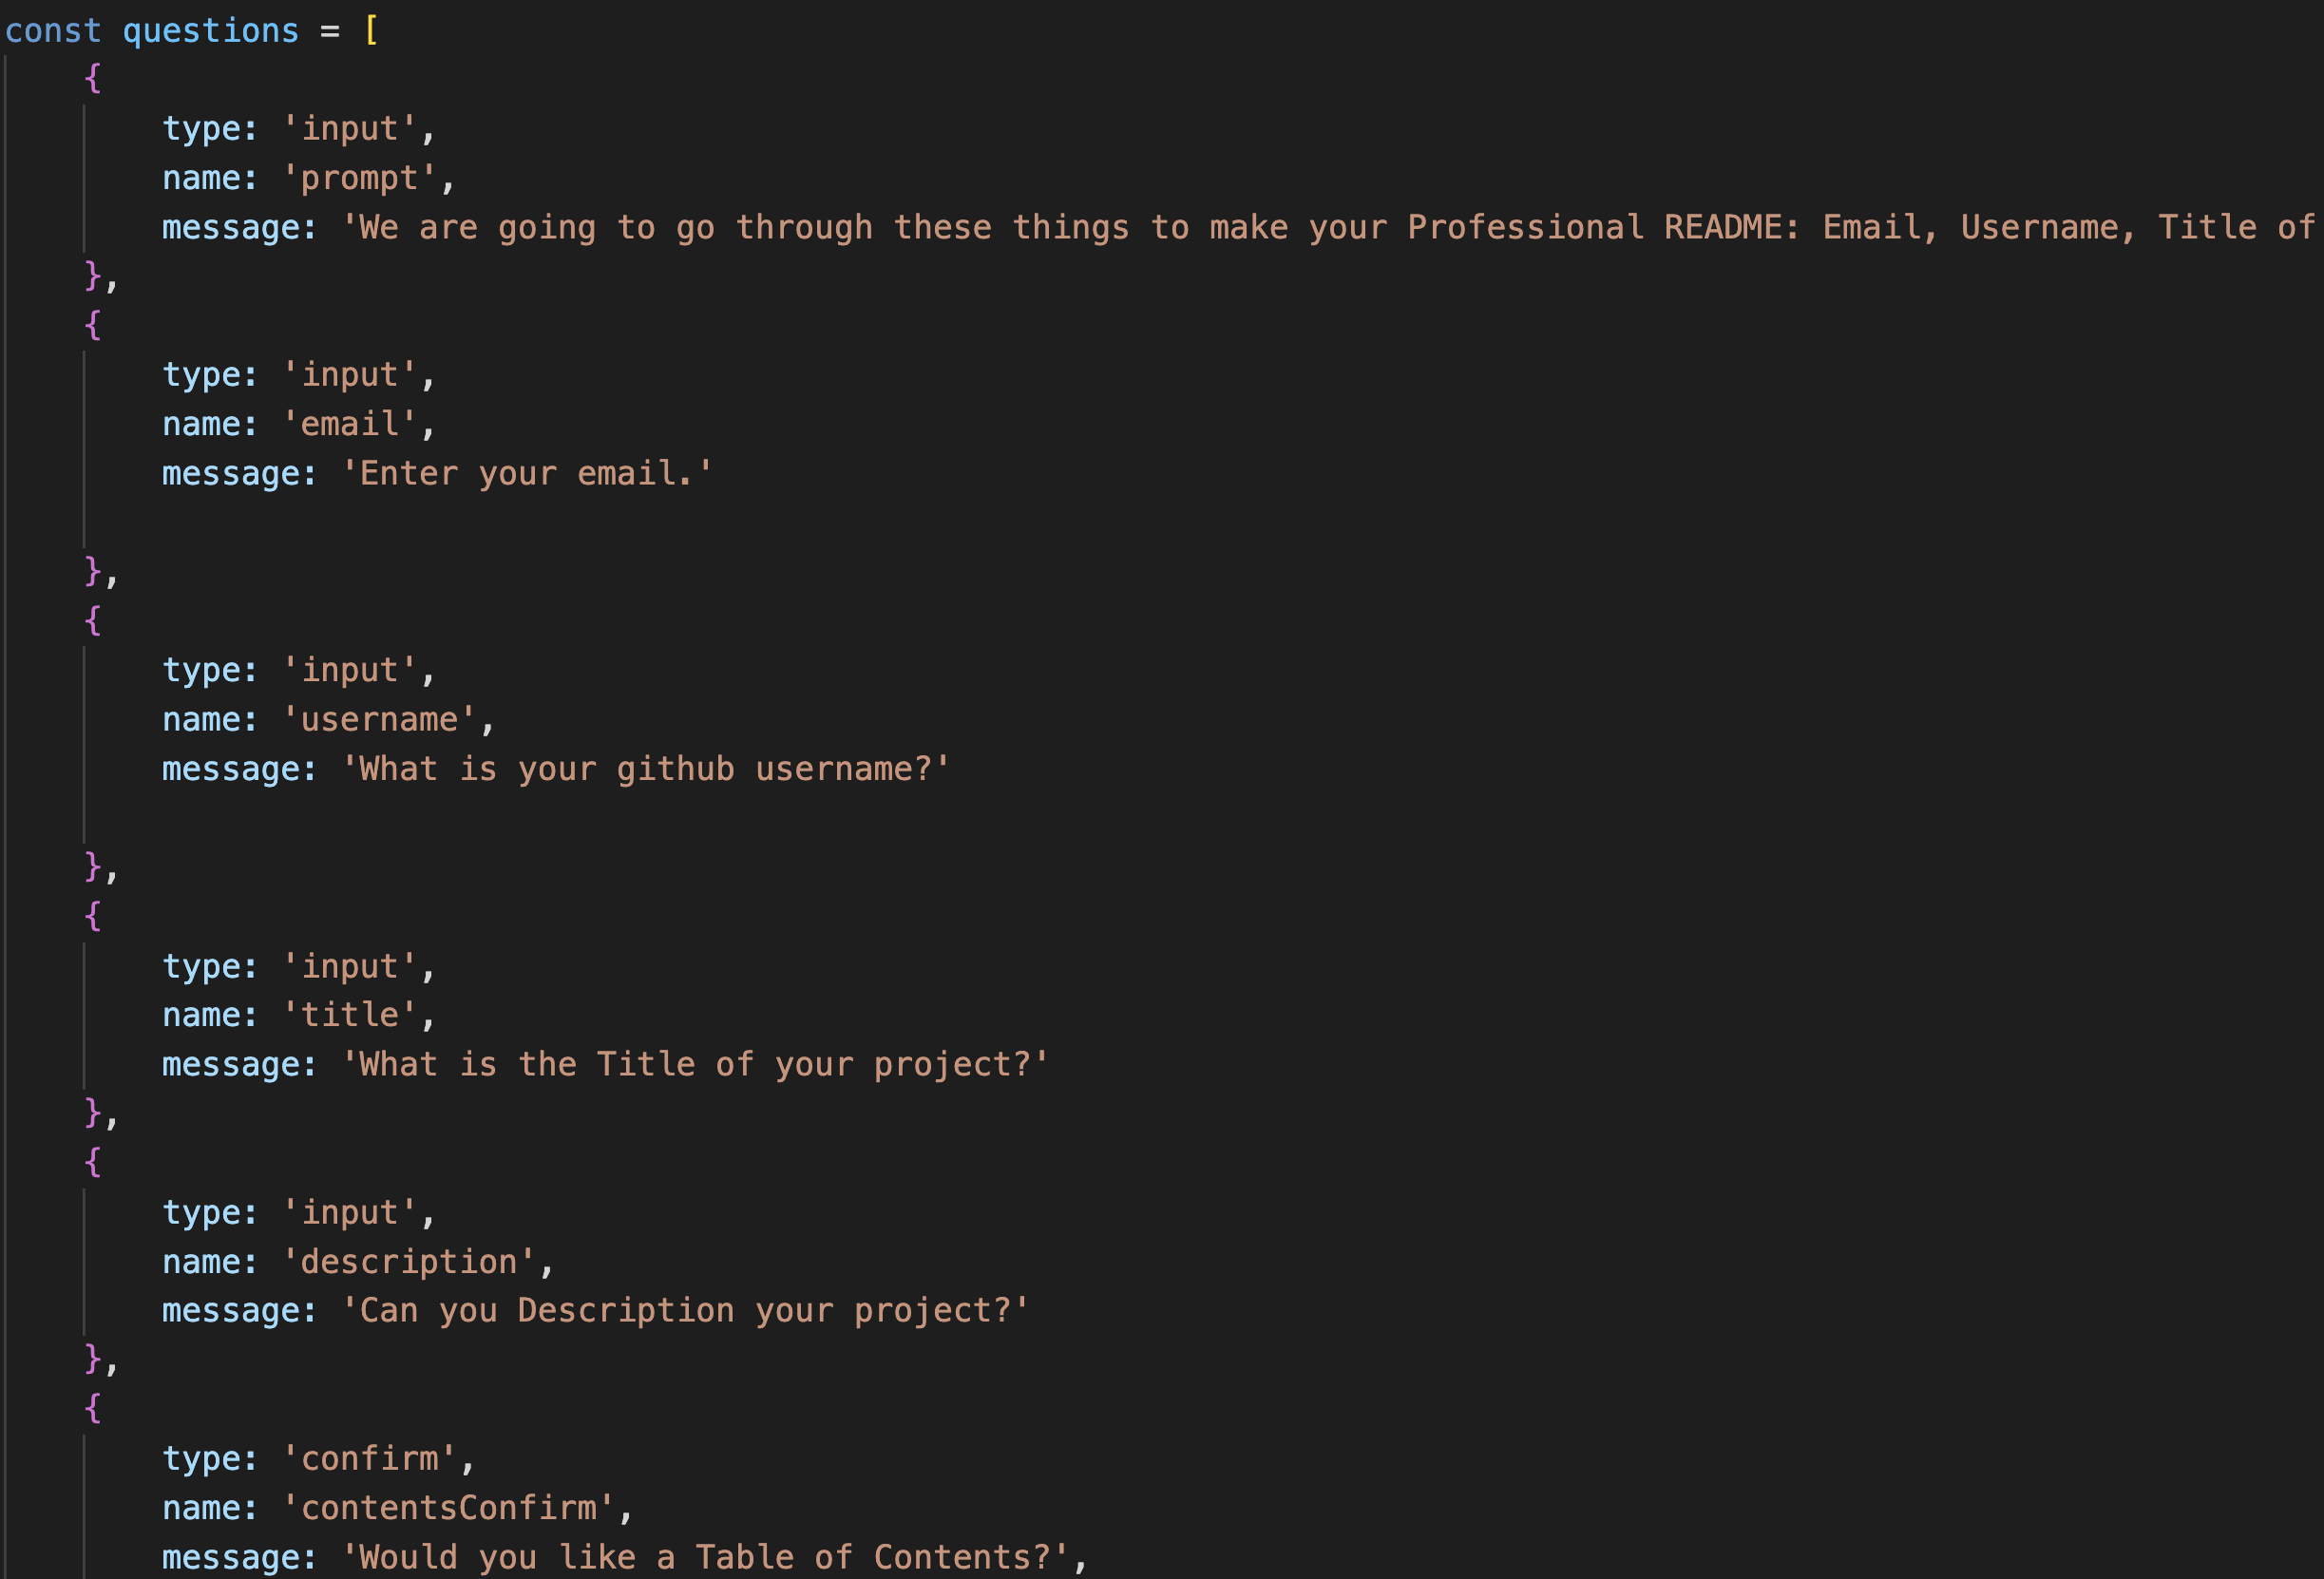 const questions = [
    {
        type: 'input',
        name: 'prompt',
        message: 'We are going to go through these things to make your Professional README: Email, Username, Title of
    },
    {
        type: 'input',
        name: 'email',
        message: 'Enter your email.'
    },
    {
        type: 'input',
        name: 'username',
        message: 'What is your github username?'
    },
    {
        type: 'input',
        name: 'title',
        message: 'What is the Title of your project?'
    },
    {
        type: 'input',
        name: 'description',
        message: 'Can you Description your project?'
    },
    {
        type: 'confirm',
        name: 'contentsConfirm',
        message: 'Would you like a Table of Contents?',